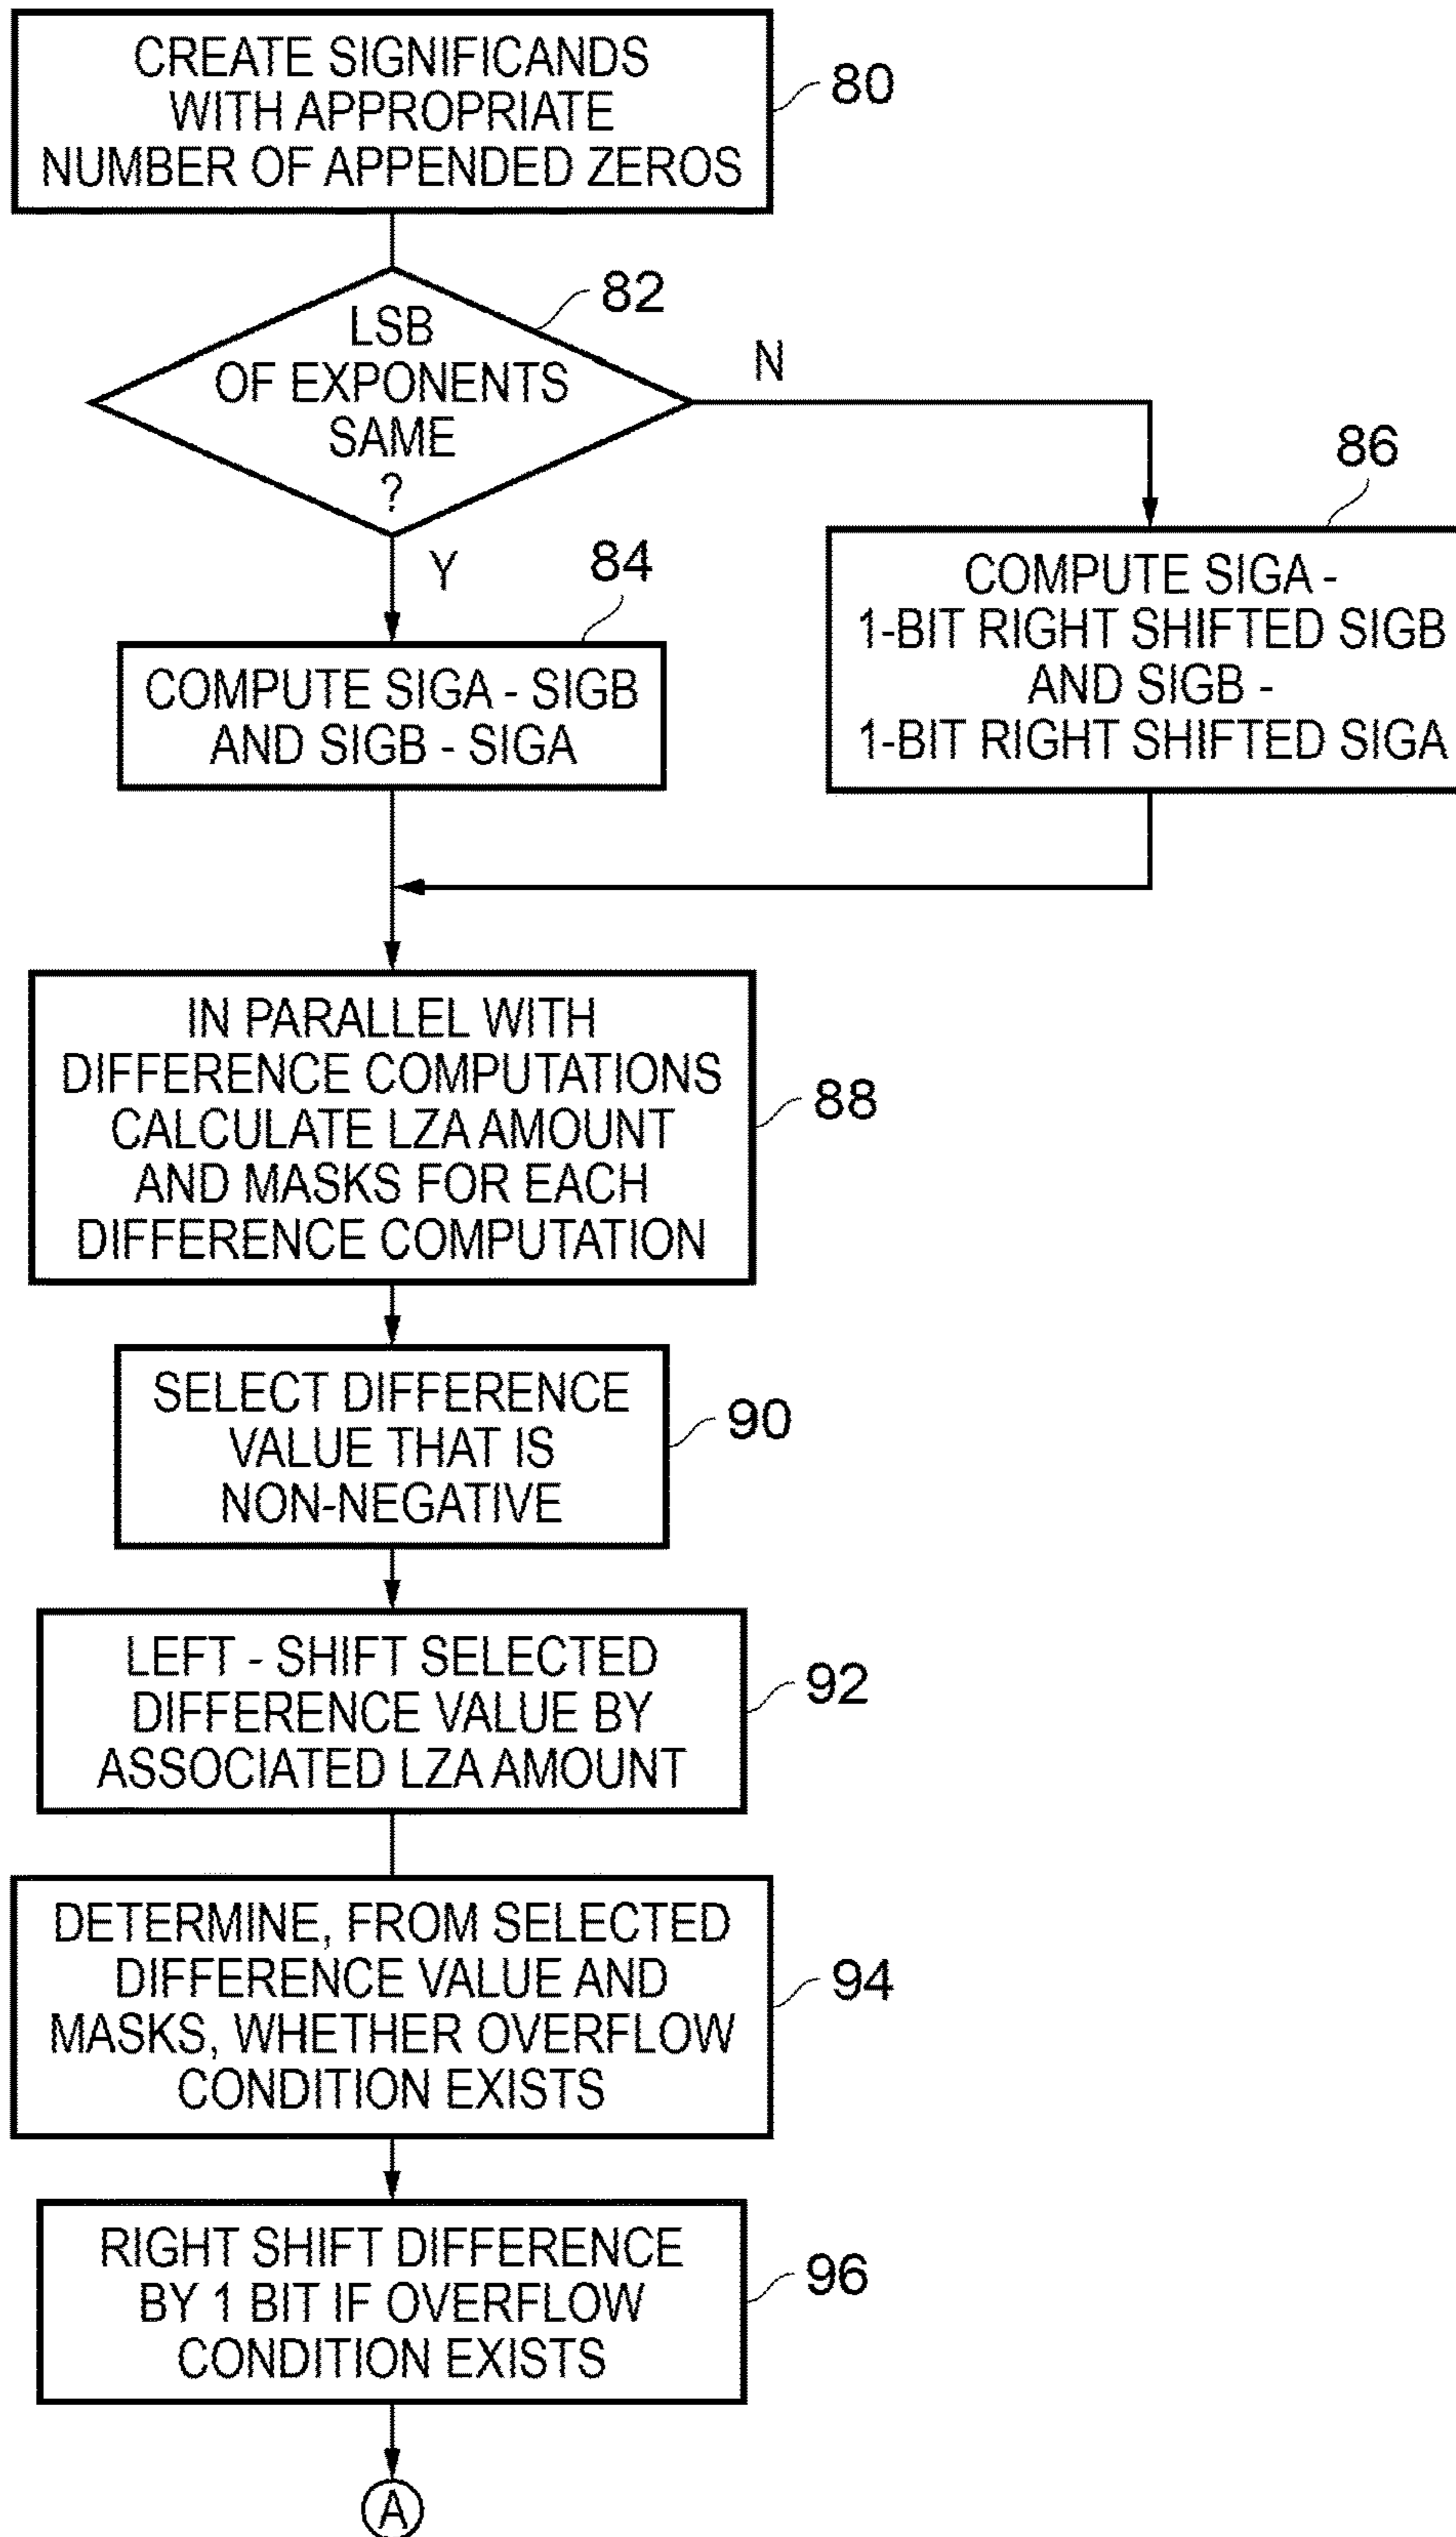 CREATE SIGNIFICANDS
WITH APPROPRIATE
NUMBER OF APPENDED ZEROS
80
LSB
OF EXPONENTS
SAME
?
82
N
Y
84
COMPUTE SIGA - SIGB
AND SIGB - SIGA
86
COMPUTE SIGA -
1-BIT RIGHT SHIFTED SIGB
AND SIGB -
1-BIT RIGHT SHIFTED SIGA
IN PARALLEL WITH
DIFFERENCE COMPUTATIONS
CALCULATE LZA AMOUNT
AND MASKS FOR EACH
DIFFERENCE COMPUTATION
88
SELECT DIFFERENCE
VALUE THAT IS
NON-NEGATIVE
90
LEFT - SHIFT SELECTED
DIFFERENCE VALUE BY
ASSOCIATED LZA AMOUNT
92
DETERMINE, FROM SELECTED
DIFFERENCE VALUE AND
MASKS, WHETHER OVERFLOW
CONDITION EXISTS
94
RIGHT SHIFT DIFFERENCE
BY 1 BIT IF OVERFLOW
CONDITION EXISTS
96
A